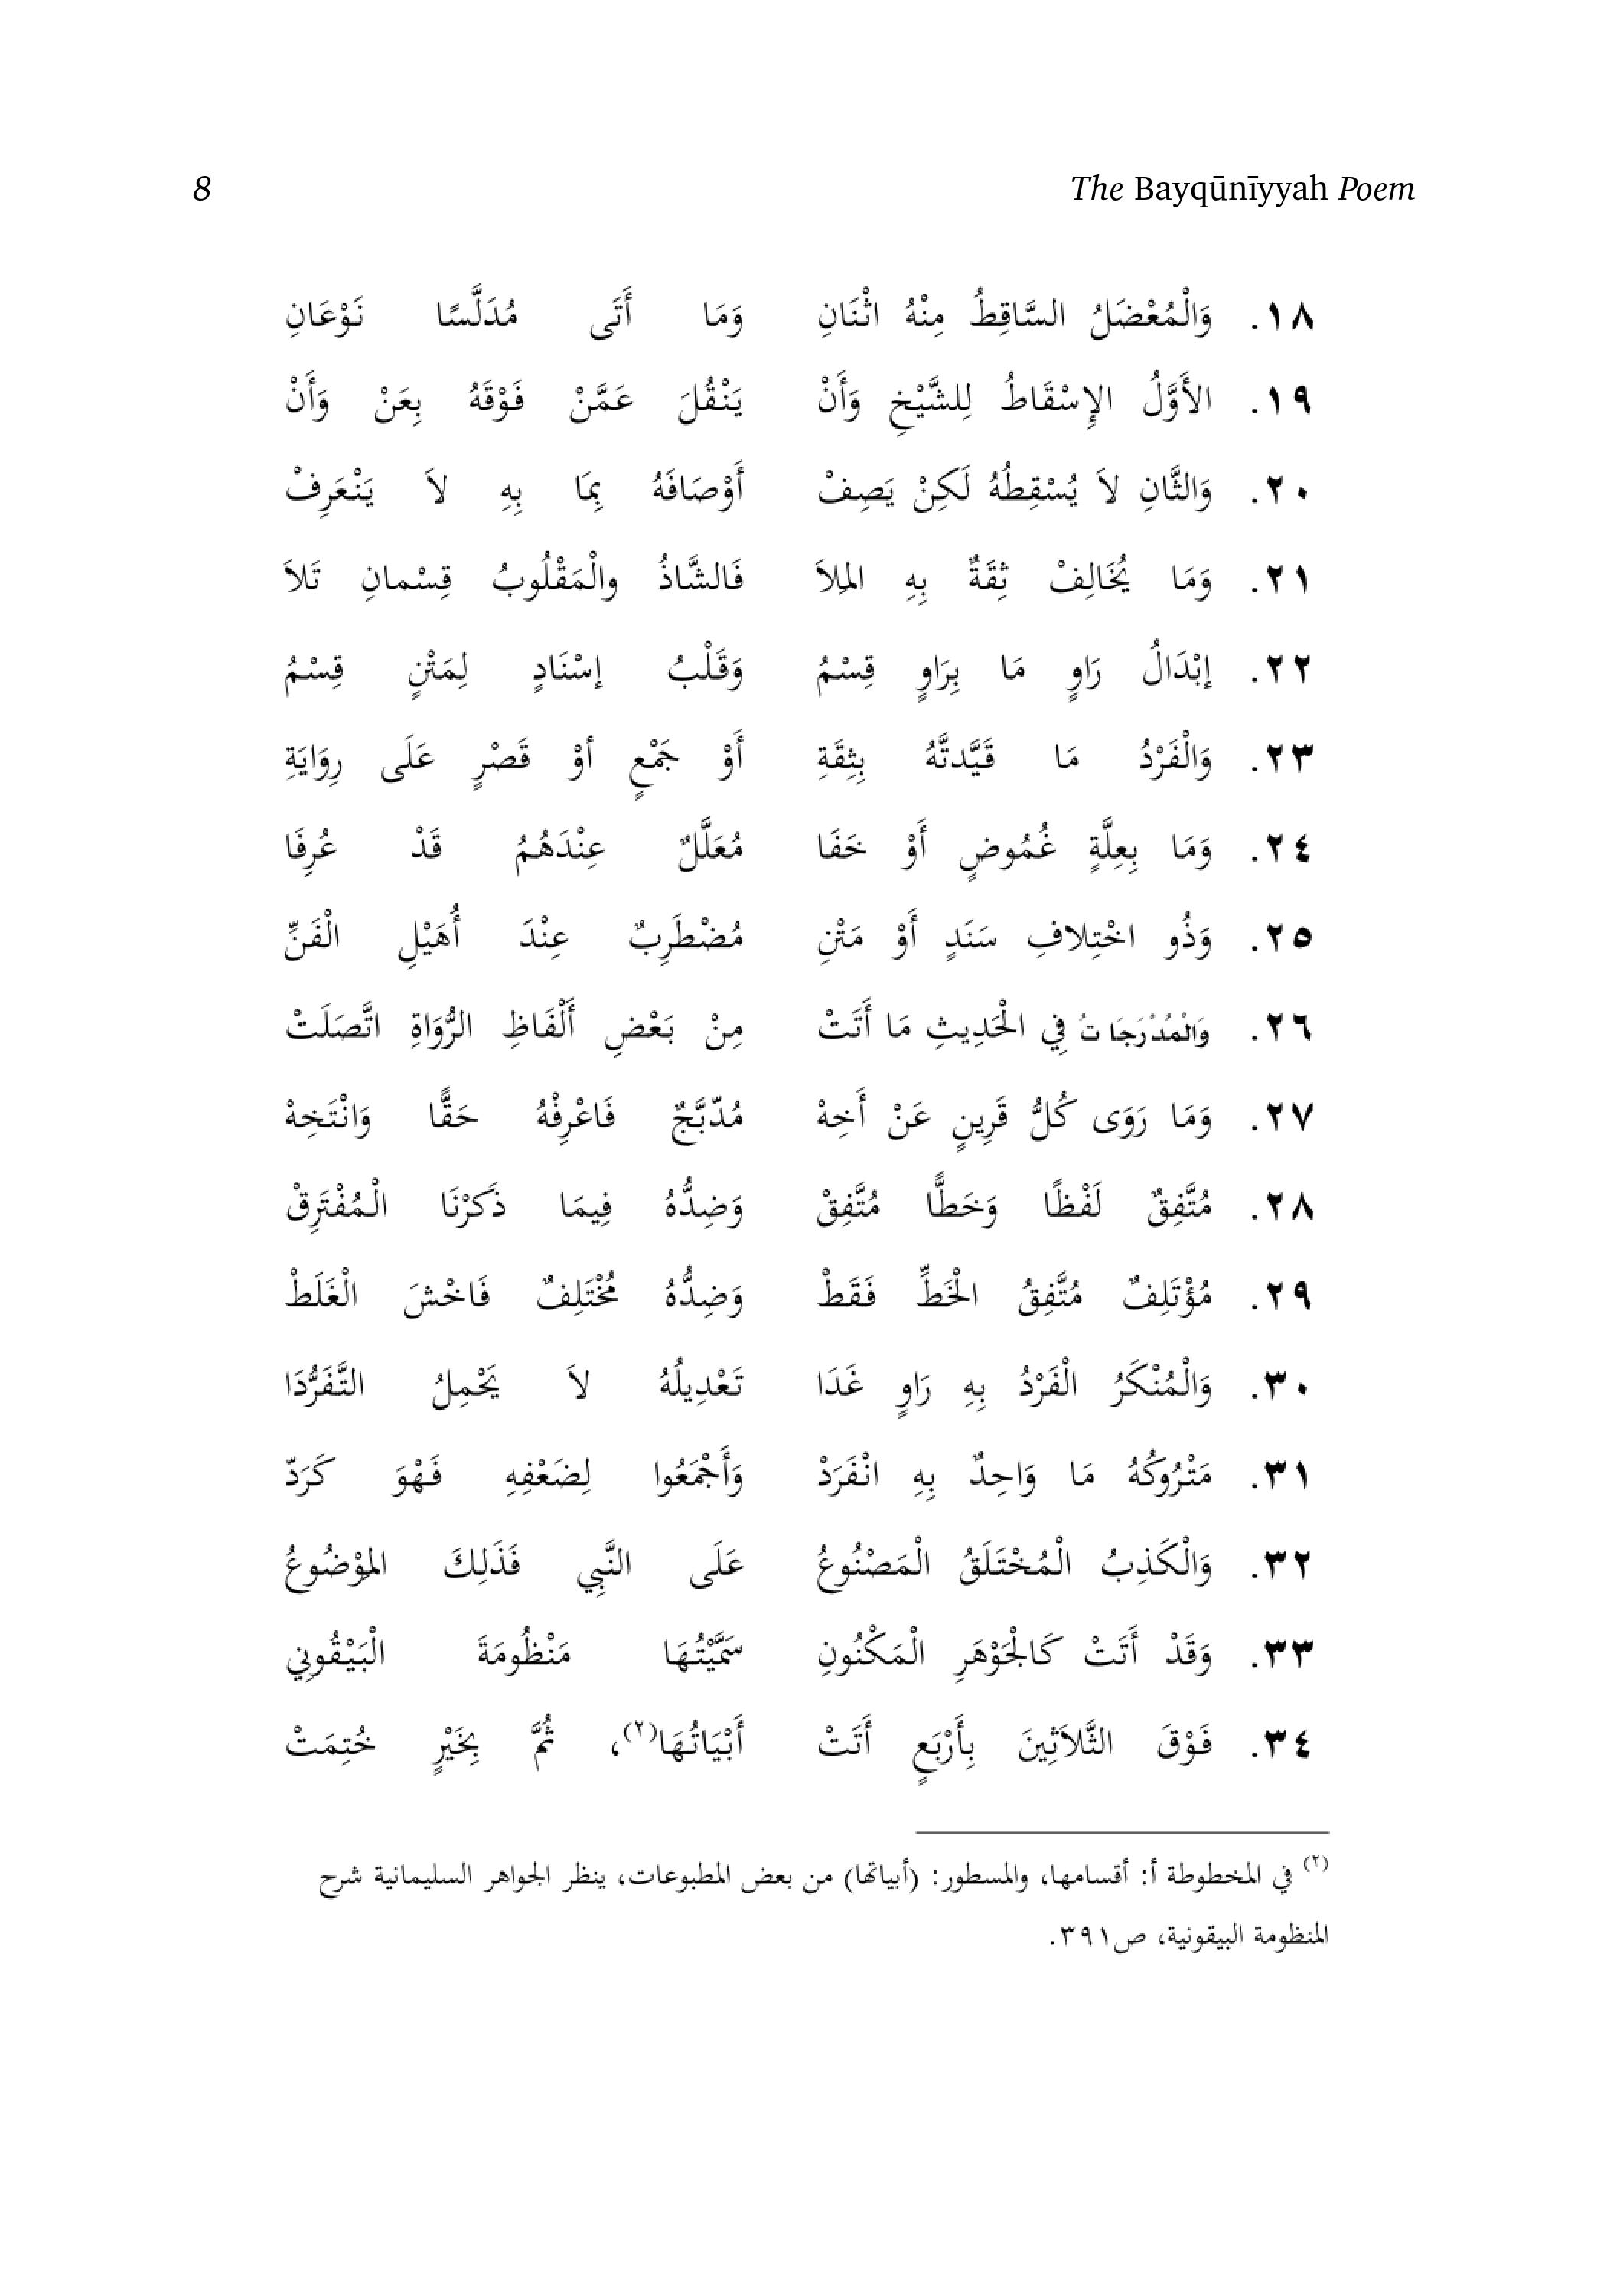 8 The Bayqūnīyyah Poem
١٨. وَالْمُعْضَلُ السَّاقِطُ مِنْهُ اثْنَانِ وَمَا أَتَى مُدَلَّسًا نَوْعَانِ
١٩. الأَوَّلُ الإِسْقَاطُ لِلشَّيْخِ وَأَنْ يَنْقُلَ عَمَّنْ فَوْقَهُ بِعَنْ وَأَنْ
٢٠. وَالثَّانِ لاَ يُسْقِطُهُ لَكِنْ يَصِفْ أَوْصَافَهُ بِمَا بِهِ لاَ يَنْعَرِفْ
٢١. وَمَا يُخَالِفْ ثِقَةٌ بِهِ المِلاَ فَالشَّاذُ والْمَقْلُوبُ قِسْمانِ تَلاَ
٢٢. إبْدَالُ رَاوٍ مَا بِرَاوٍ قِسْمُ وَقَلْبُ إسْنَادٍ لِمَتْنٍ قِسْمُ
٢٣. وَالْفَرْدُ مَا قَيَّدتَّهُ بِثِقَةِ أَوْ جَمْعٍ أوْ قَصْرٍ عَلَى رِوَايَةِ
٢٤. وَمَا بِعِلَّةٍ غُمُوضٍ أَوْ خَفَا مُعَلَّلٌ عِنْدَهُمُ قَدْ عُرِفَا
٢٥. وَذُو اخْتِلافِ سَنَدٍ أَوْ مَتْنِ مُضْطَرِبٌ عِنْدَ أُهَيْلِ الْفَنِّ
٢٦. وَالْمُدْرَجَاتُ فِي الْحَدِيثِ مَا أَتَتْ مِنْ بَعْضِ أَلْفَاظِ الرُّوَاةِ اتَّصَلَتْ
٢٧. وَمَا رَوَى كُلُّ قَرِينٍ عَنْ أَخِهْ مُدّبَّجٌ فَاعْرِفْهُ حَقًّا وَانْتَخِهْ
٢٨. مُتَّفِقٌ لَفْظًا وَخَطًّا مُتَّفِقْ وَضِدُّهُ فِيمَا ذَكَرْنَا الْمُفْتَرِقْ
٢٩. مُؤْتَلِفٌ مُتَّفِقُ الْخَطِّ فَقَطْ وَضِدُّهُ مُخْتَلِفٌ فَاخْشَ الْغَلَطْ
٣٠. وَالْمُنْكَرُ الْفَرْدُ بِهِ رَاوٍ غَدَا تَعْدِيلُهُ لاَ يَحْمِلُ التَّفَرُّدَا
٣١. مَتْرُوكُهُ مَا وَاحِدٌ بِهِ انْفَرَدْ وَأَجْمَعُوا لِضَعْفِهِ فَهْوَ كَرَدّ
٣٢. وَالْكَذِبُ الْمُخْتَلَقُ الْمَصْنُوعُ عَلَى النَّبِي فَذَلِكَ المِوْضُوعُ
٣٣. وَقَدْ أَتَتْ كَالْجَوْهَرِ الْمَكْنُونِ سَمَّيْتُهَا مَنْظُومَةَ الْبَيْقُونِي
٣٤. فَوْقَ الثَّلاَثِينَ بِأَرْبَعٍ أَتَتْ أَبْيَاتُهَا(٢)، ثُمَّ بِخَيْرٍ خُتِمَتْ
(٢) في المخطوطة أ: أقسامها، والمسطور: (أبياتها) من بعض المطبوعات، ينظر الجواهر السليمانية شرح
المنظومة البيقونية، ص٣٩١.